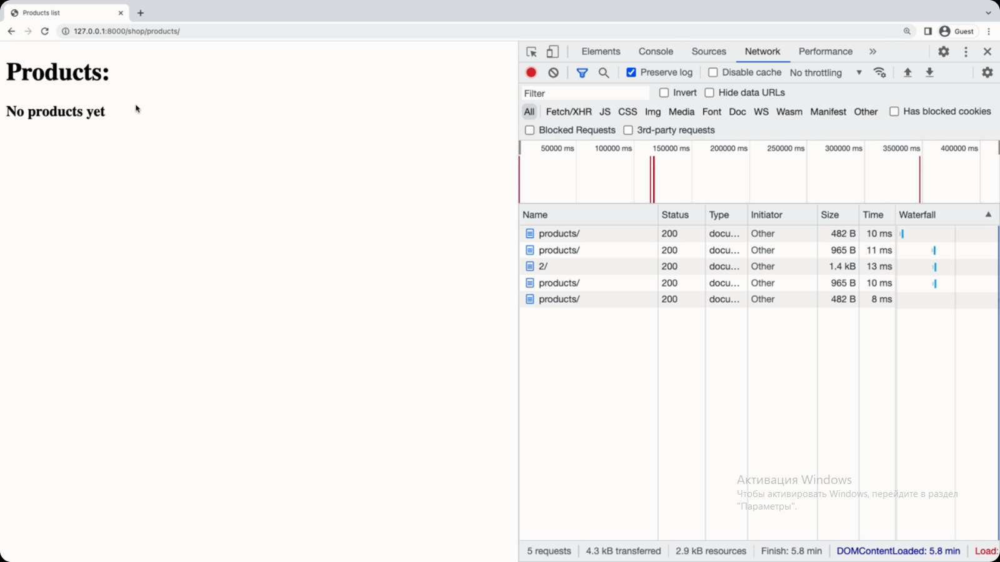 Products list
127.0.0.1:8000/shop/products/
Guest
Products:
No products yet
Elements Console Sources Network Performance
Preserve log Disable cache No throttling
Filter Invert Hide data URLs
All Fetch/XHR JS CSS Img Media Font Doc WS Wasm Manifest Other Has blocked cookies
Blocked Requests 3rd-party requests
50000 ms 100000 ms 150000 ms 200000 ms 250000 ms 300000 ms 350000 ms 400000 ms
Name Status Type Initiator Size Time Waterfall
products/ 200 docu... Other 482 B 10 ms
products/ 200 docu... Other 965 B 11 ms
2/ 200 docu... Other 1.4 kB 13 ms
products/ 200 docu... Other 965 B 10 ms
products/ 200 docu... Other 482 B 8 ms
Активация Windows
Чтобы активировать Windows, перейдите в раздел
"Параметры".
5 requests 4.3 kB transferred 2.9 kB resources Finish: 5.8 min DOMContentLoaded: 5.8 min Load: